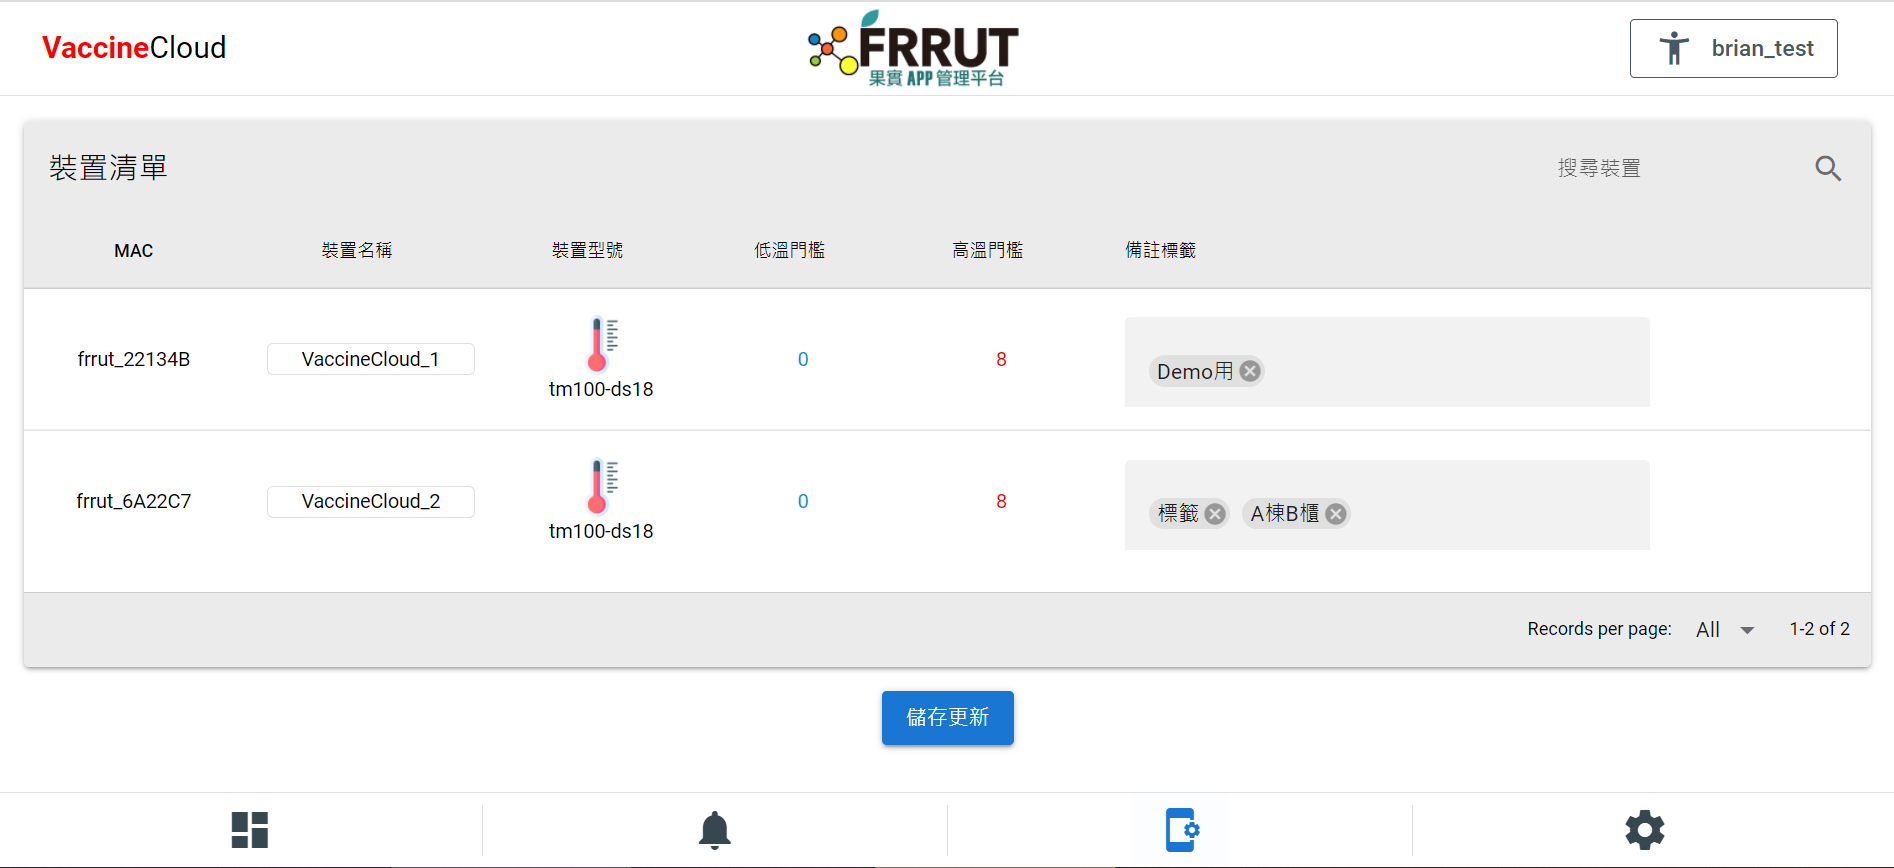 VaccineCloud
FRRUT
果實 APP 管理平台
brian_test
裝置清單
搜尋裝置
MAC 裝置名稱 裝置型號 低溫門檻 高溫門檻 備註標籤
frrut_22134B VaccineCloud_1 tm100-ds18 0 8 Demo用
frrut_6A22C7 VaccineCloud_2 tm100-ds18 0 8 標籤 A棟B櫃
Records per page: All 1-2 of 2
儲存更新